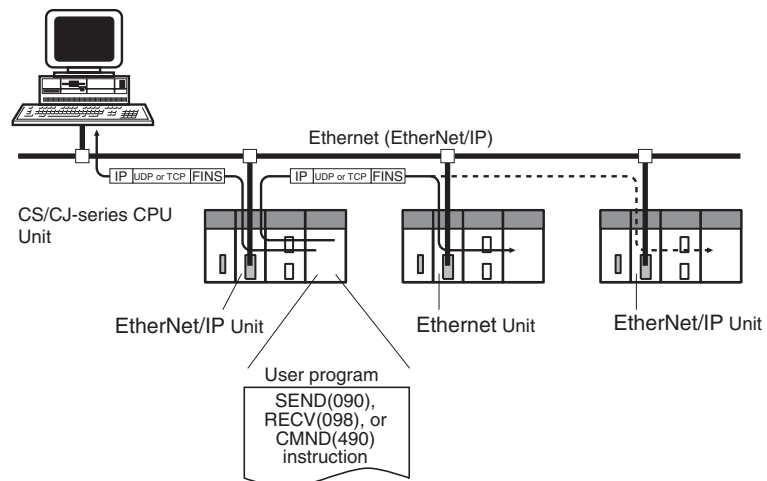 Ethernet (EtherNet/IP)
IP UDP or TCP FINS
IP UDP or TCP FINS
CS/CJ-series CPU
Unit
EtherNet/IP Unit
Ethernet Unit
EtherNet/IP Unit
User program
SEND(090),
RECV(098), or
CMND(490)
instruction